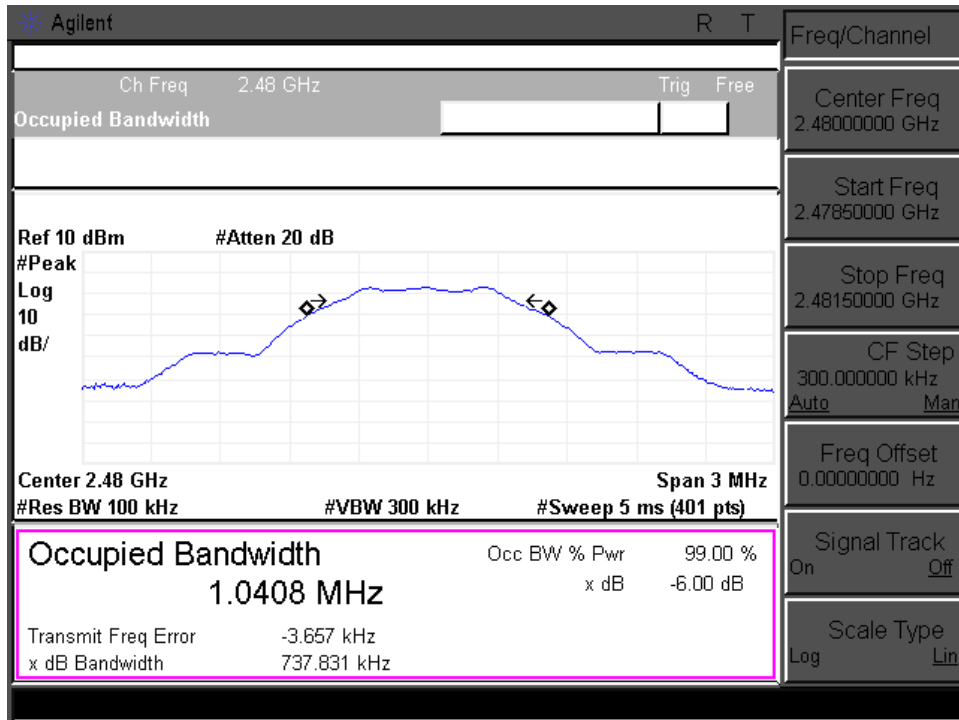 Agilent R T
Ch Freq 2.48 GHz Trig Free
Occupied Bandwidth
Ref 10 dBm #Atten 20 dB
#Peak
Log
10
dB/
Center 2.48 GHz Span 3 MHz
#Res BW 100 kHz #VBW 300 kHz #Sweep 5 ms (401 pts)
Occupied Bandwidth
1.0408 MHz
Occ BW % Pwr 99.00 %
x dB -6.00 dB
Transmit Freq Error -3.657 kHz
x dB Bandwidth 737.831 kHz
Freq/Channel
Center Freq
2.48000000 GHz
Start Freq
2.47850000 GHz
Stop Freq
2.48150000 GHz
CF Step
300.000000 kHz
Auto Man
Freq Offset
0.00000000 Hz
Signal Track
On Off
Scale Type
Log Lin